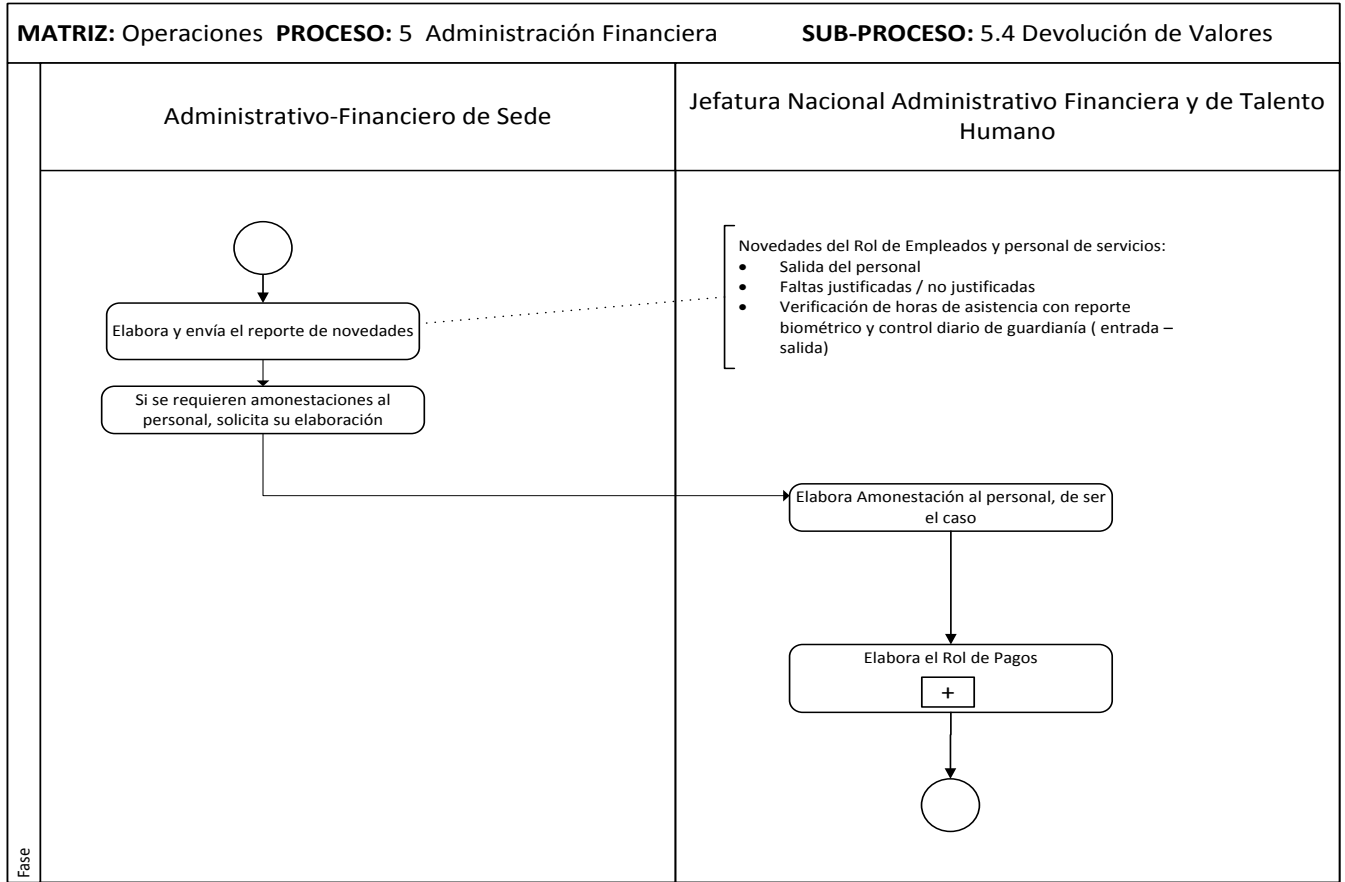 MATRIZ: Operaciones PROCESO: 5 Administración Financiera SUB-PROCESO: 5.4 Devolución de Valores
Administrativo-Financiero de Sede
Jefatura Nacional Administrativo Financiera y de Talento
Humano
Novedades del Rol de Empleados y personal de servicios:
• Salida del personal
• Faltas justificadas / no justificadas
• Verificación de horas de asistencia con reporte
biométrico y control diario de guardianía ( entrada –
salida)
Elabora y envía el reporte de novedades
Si se requieren amonestaciones al
personal, solicita su elaboración
Elabora Amonestación al personal, de ser
el caso
Elabora el Rol de Pagos
+
Fase